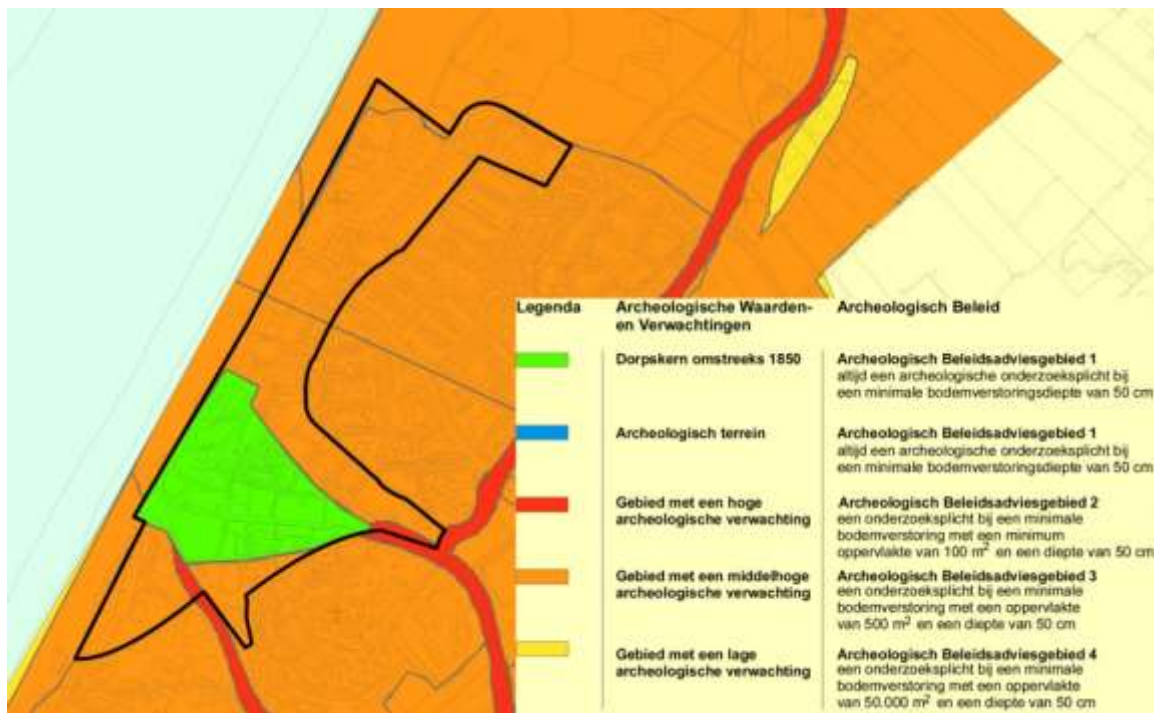 Legenda
Archeologische Waarden-
en Verwachtingen
Archeologisch Beleid
Dorpskern omstreeks 1850
Archeologisch Beleidsadviesgebied 1
altijd een archeologische onderzoeksplicht bij
een minimale bodemverstoringsdiepte van 50 cm
Archeologisch terrein
Archeologisch Beleidsadviesgebied 1
altijd een archeologische onderzoeksplicht bij
een minimale bodemverstoringsdiepte van 50 cm
Gebied met een hoge
archeologische verwachting
Archeologisch Beleidsadviesgebied 2
een onderzoeksplicht bij een minimale
bodemverstoring met een minimum
oppervlakte van 100 m² en een diepte van 50 cm
Gebied met een middelhoge
archeologische verwachting
Archeologisch Beleidsadviesgebied 3
een onderzoeksplicht bij een minimale
bodemverstoring met een oppervlakte
van 500 m² en een diepte van 50 cm
Gebied met een lage
archeologische verwachting
Archeologisch Beleidsadviesgebied 4
een onderzoeksplicht bij een minimale
bodemverstoring met een oppervlakte
van 50.000 m² en een diepte van 50 cm